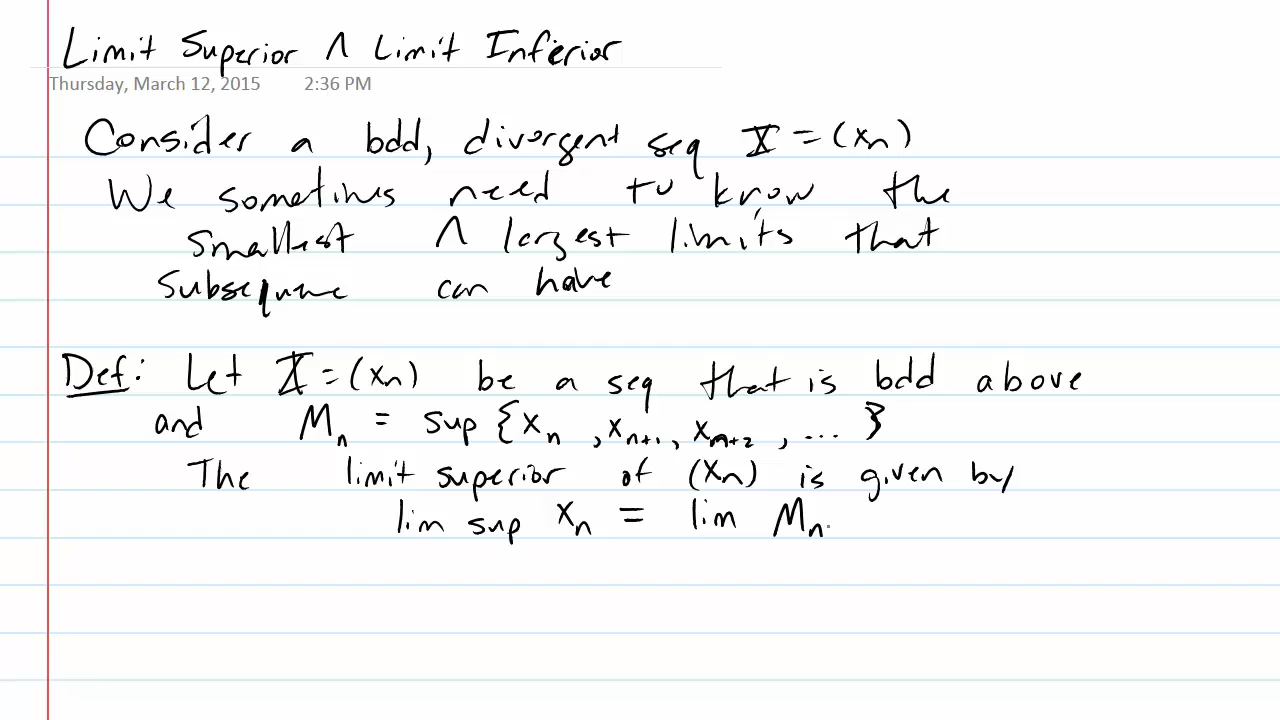 Limit Superior ∧ Limit Inferior
Thursday, March 12, 2015 2:36 PM
Consider a bdd, divergent seq X = (xn)
We sometimes need to know the
smallest ∧ largest limits that
subsequence can have
Def: Let X = (xn) be a seq that is bdd above
and Mn = sup {xn, xn+1, xn+2, ... }
The limit superior of (xn) is given by
lim sup xn = lim Mn.